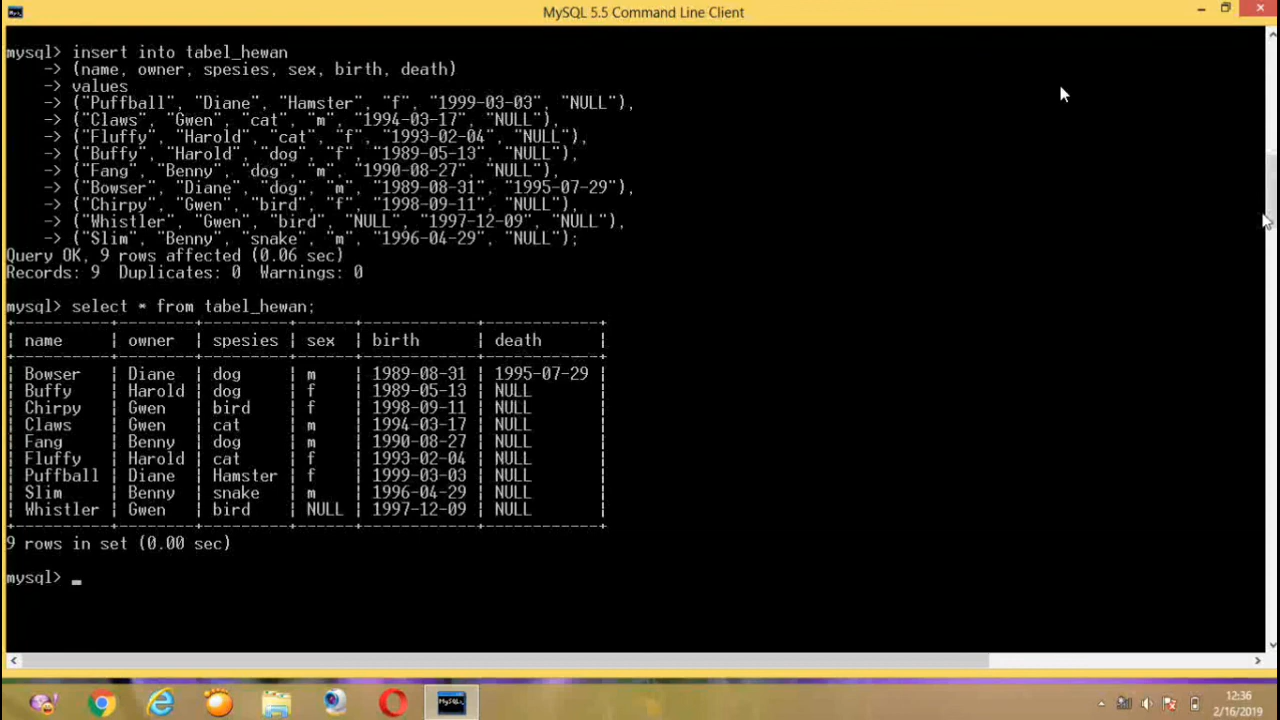 MySQL 5.5 Command Line Client
mysql> insert into tabel_hewan
    -> (name, owner, spesies, sex, birth, death)
    -> values
    -> ("Puffball", "Diane", "Hamster", "f", "1999-03-03", "NULL"),
    -> ("Claws", "Gwen", "cat", "m", "1994-03-17", "NULL"),
    -> ("Fluffy", "Harold", "cat", "f", "1993-02-04", "NULL"),
    -> ("Buffy", "Harold", "dog", "f", "1989-05-13", "NULL"),
    -> ("Fang", "Benny", "dog", "m", "1990-08-27", "NULL"),
    -> ("Bowser", "Diane", "dog", "m", "1989-08-31", "1995-07-29"),
    -> ("Chirpy", "Gwen", "bird", "f", "1998-09-11", "NULL"),
    -> ("Whistler", "Gwen", "bird", "NULL", "1997-12-09", "NULL"),
    -> ("Slim", "Benny", "snake", "m", "1996-04-29", "NULL");
Query OK, 9 rows affected (0.06 sec)
Records: 9  Duplicates: 0  Warnings: 0
mysql> select * from tabel_hewan;
+----------+--------+---------+------+------------+------------+
| name     | owner  | spesies | sex  | birth      | death      |
+----------+--------+---------+------+------------+------------+
| Bowser   | Diane  | dog     | m    | 1989-08-31 | 1995-07-29 |
| Buffy    | Harold | dog     | f    | 1989-05-13 | NULL       |
| Chirpy   | Gwen   | bird    | f    | 1998-09-11 | NULL       |
| Claws    | Gwen   | cat     | m    | 1994-03-17 | NULL       |
| Fang     | Benny  | dog     | m    | 1990-08-27 | NULL       |
| Fluffy   | Harold | cat     | f    | 1993-02-04 | NULL       |
| Puffball | Diane  | Hamster | f    | 1999-03-03 | NULL       |
| Slim     | Benny  | snake   | m    | 1996-04-29 | NULL       |
| Whistler | Gwen   | bird    | NULL | 1997-12-09 | NULL       |
+----------+--------+---------+------+------------+------------+
9 rows in set (0.00 sec)
mysql> _
12:36
2/16/2019